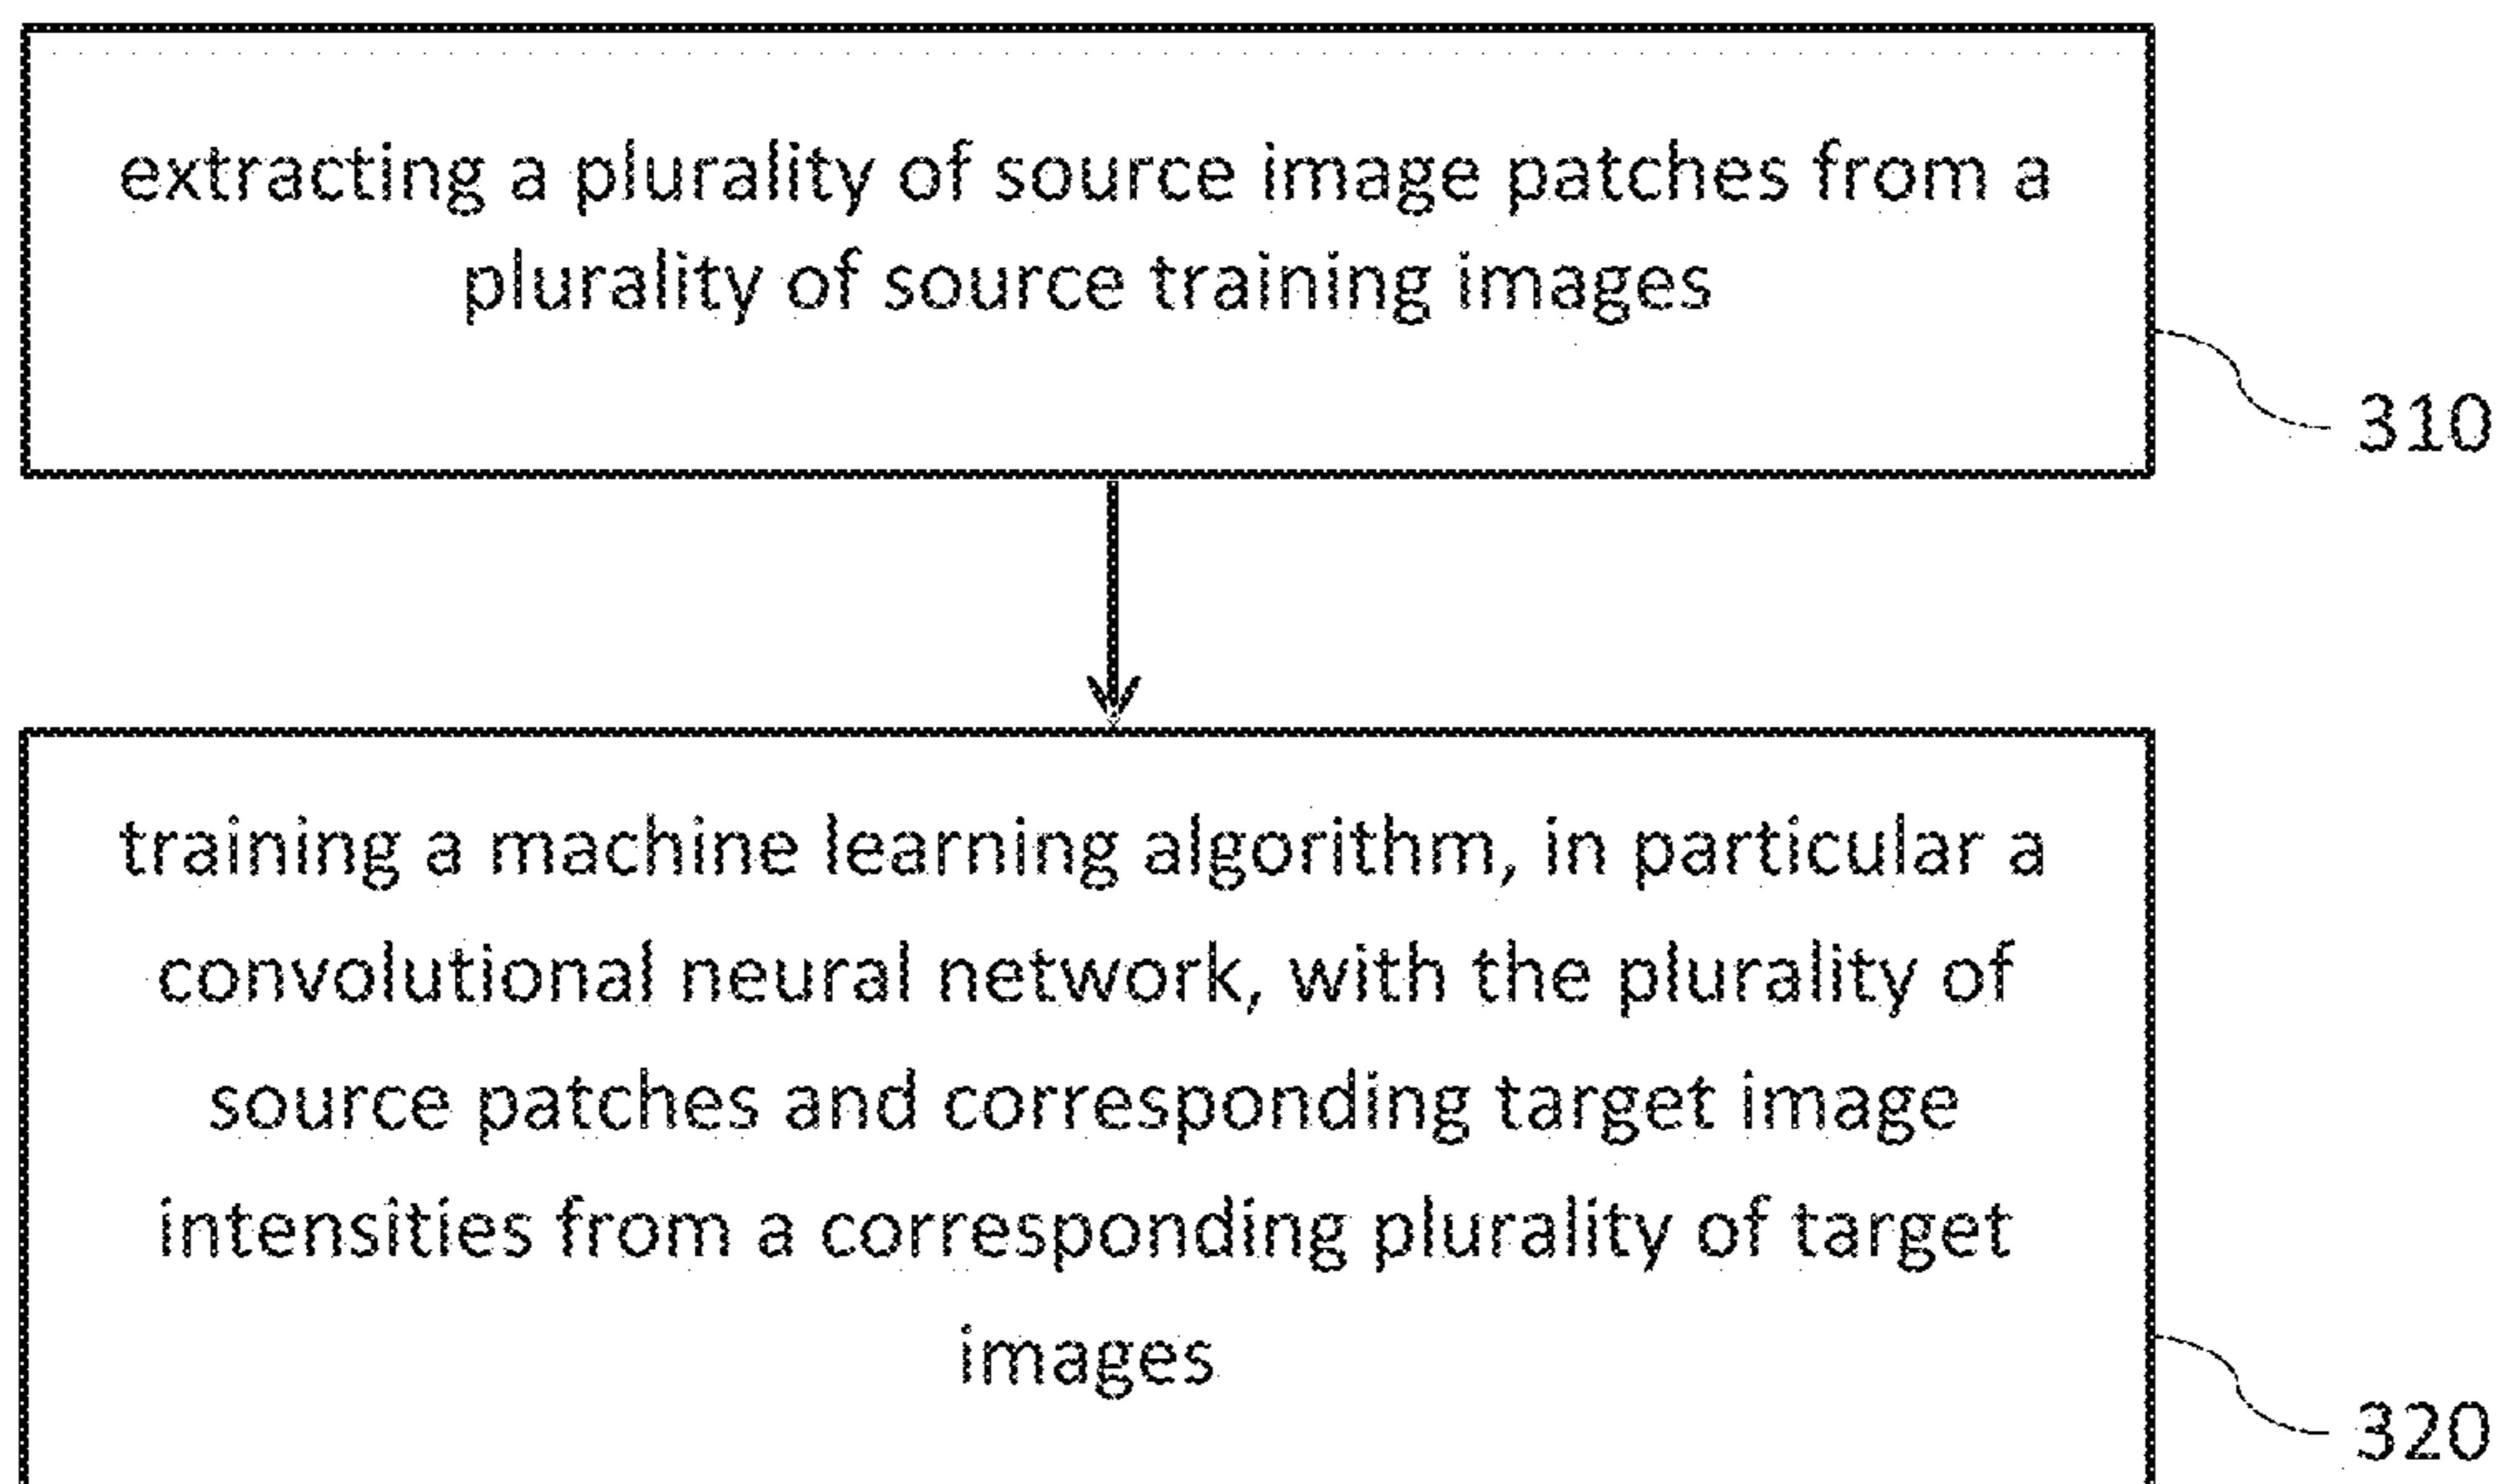 extracting a plurality of source image patches from a
plurality of source training images
310
training a machine learning algorithm, in particular a
convolutional neural network, with the plurality of
source patches and corresponding target image
intensities from a corresponding plurality of target
images
320